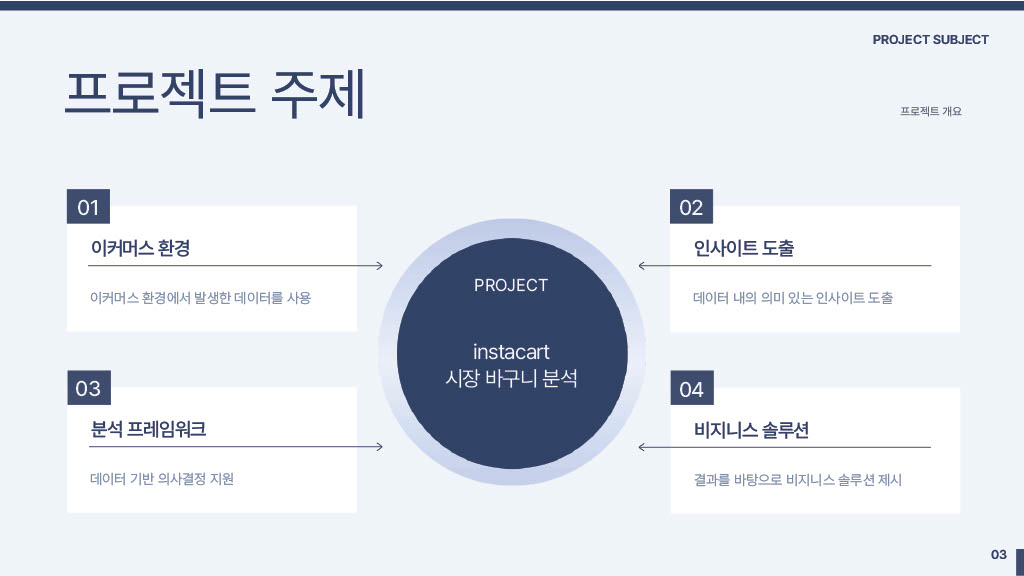 PROJECT SUBJECT
프로젝트 주제
프로젝트 개요
01
이커머스 환경
이커머스 환경에서 발생한 데이터를 사용
02
인사이트 도출
데이터 내의 의미 있는 인사이트 도출
PROJECT
instacart
시장 바구니 분석
03
분석 프레임워크
데이터 기반 의사결정 지원
04
비지니스 솔루션
결과를 바탕으로 비지니스 솔루션 제시
03